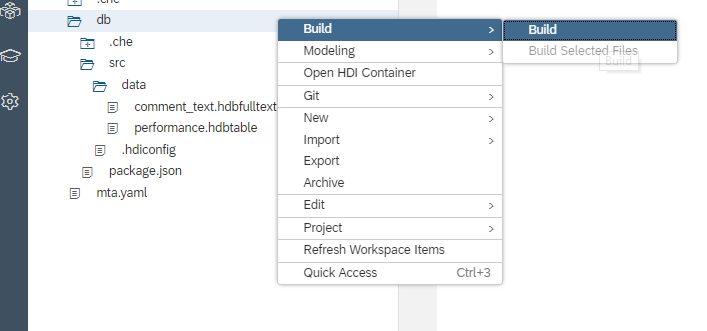 .che
db
.che
src
data
comment_text.hdbfulltext
performance.hdbtable
.hdiconfig
package.json
mta.yaml
Build
Modeling
Open HDI Container
Git
New
Import
Export
Archive
Edit
Project
Refresh Workspace Items
Quick Access Ctrl+3
Build
Build Selected Files
Build